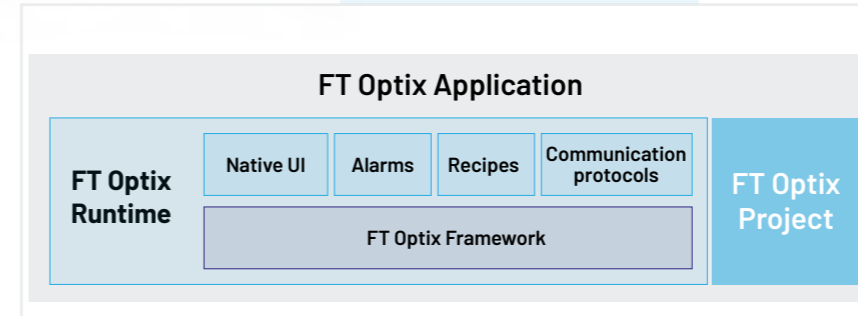 FT Optix Application
FT Optix
Runtime
Native UI
Alarms
Recipes
Communication
protocols
FT Optix Framework
FT Optix
Project